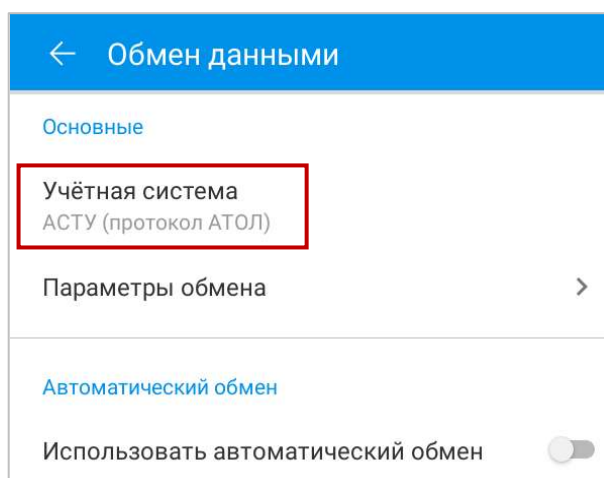 Обмен данными
Основные
Учётная система
АСТУ (протокол АТОЛ)
Параметры обмена
Автоматический обмен
Использовать автоматический обмен